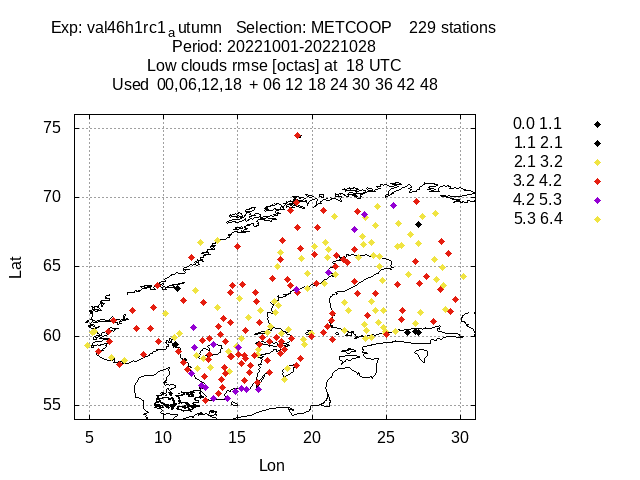 Exp: val46h1rc1autumn   Selection: METCOOP    229 stations
Period: 20221001-20221028
Low clouds rmse [octas] at  18 UTC
Used  00,06,12,18  + 06 12 18 24 30 36 42 48
75
70
65
60
55
5 10 15 20 25 30
Lat
Lon
0.0 1.1
1.1 2.1
2.1 3.2
3.2 4.2
4.2 5.3
5.3 6.4